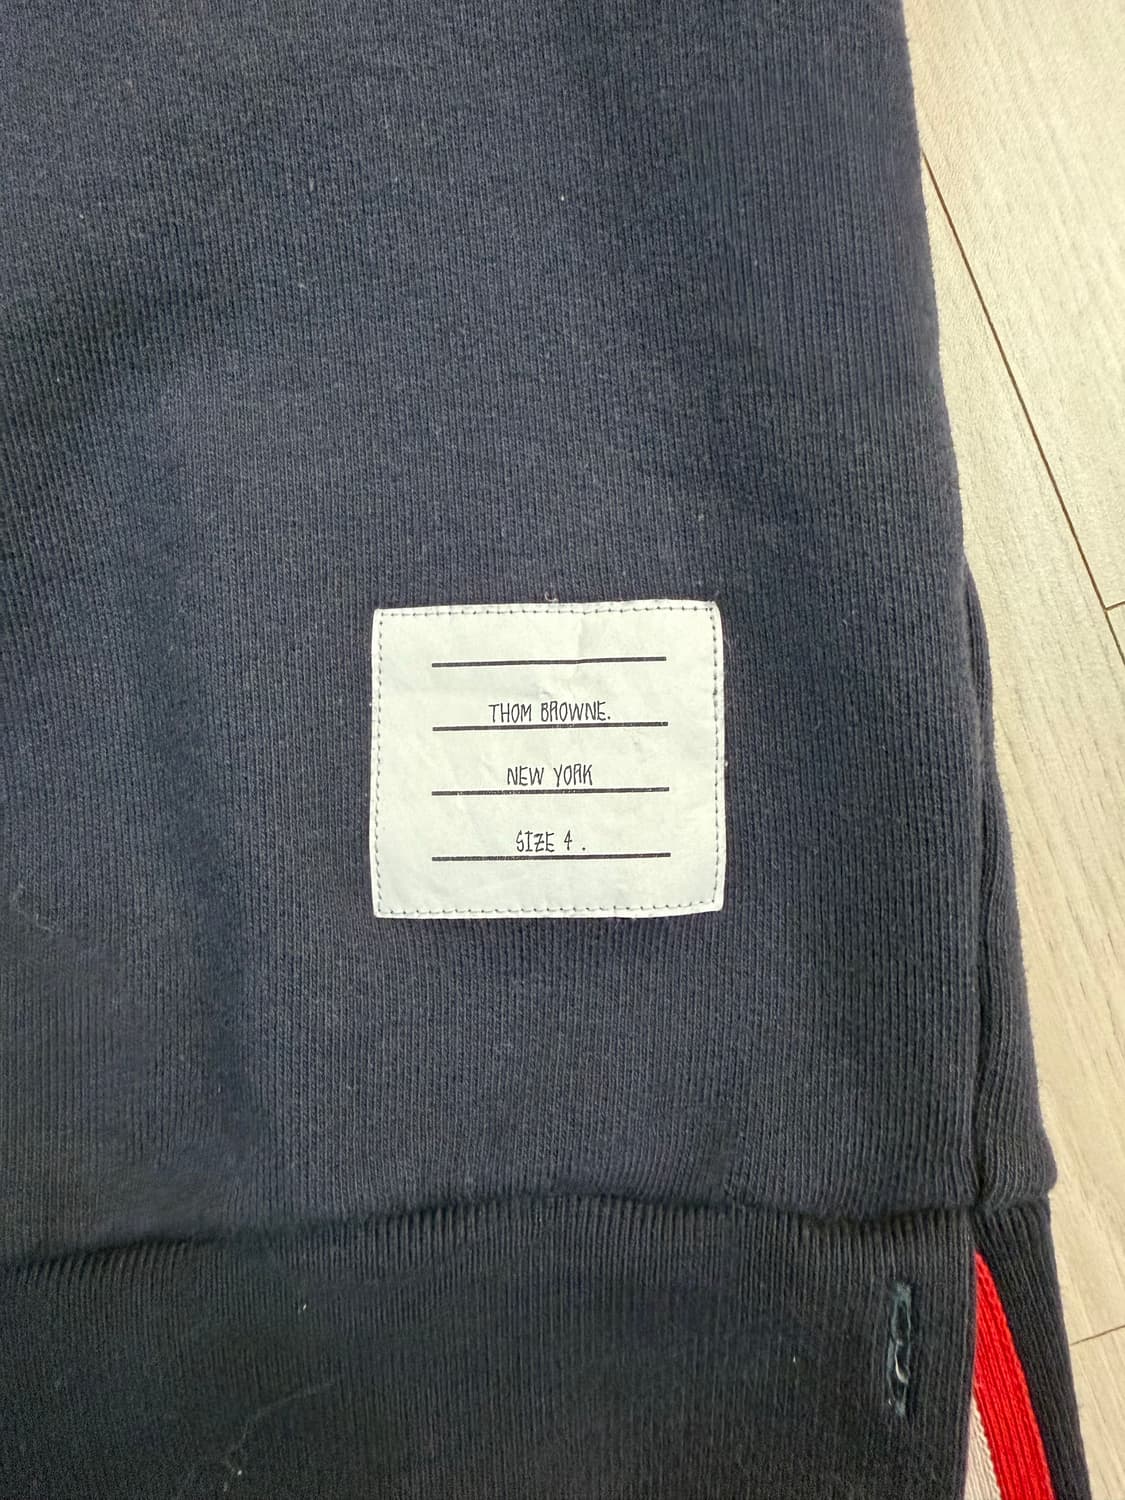 THOM BROWNE.
NEW YORK
SIZE 4 .